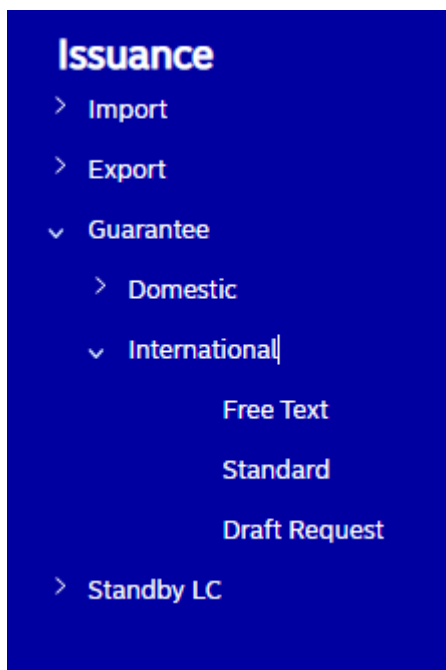 Issuance
Import
Export
Guarantee
Domestic
International
Free Text
Standard
Draft Request
Standby LC